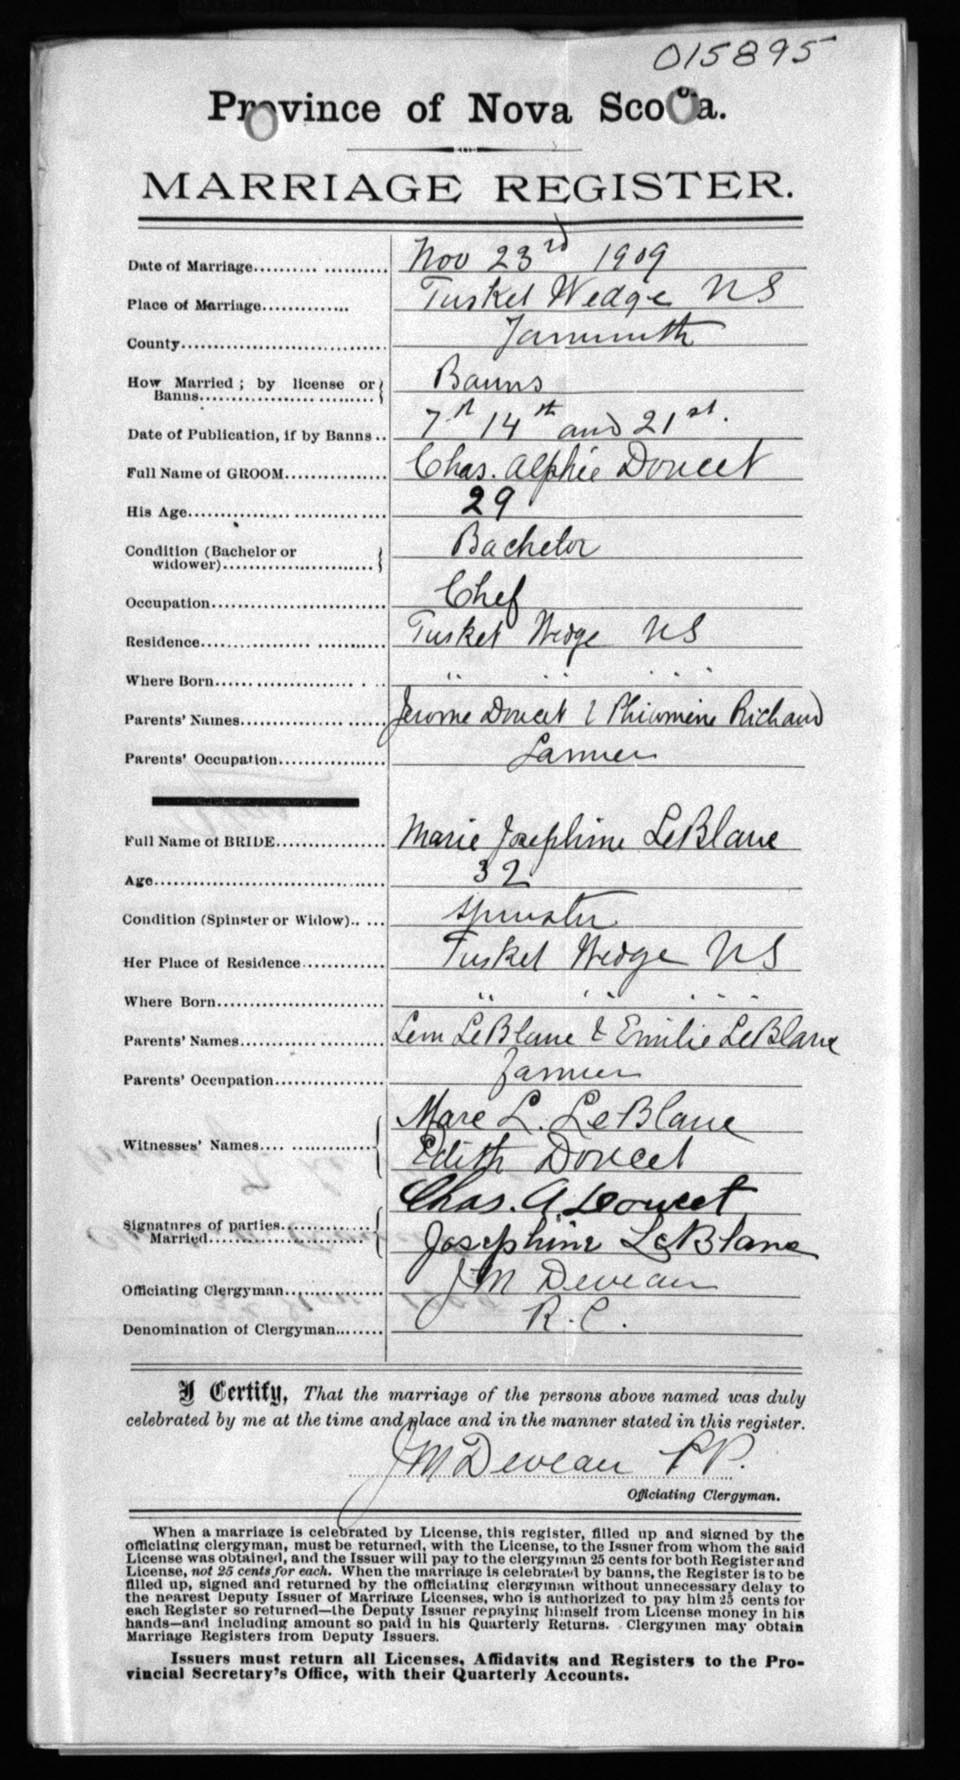 015895
Province of Nova Scotia.
MARRIAGE REGISTER.
Date of Marriage.......... ........... Nov 23rd 1909
Place of Marriage.............. Tusket Wedge NS
County................................ Yarmouth
How Married ; by license or
Banns........................... Banns
Date of Publication, if by Banns .. 7th 14th and 21st.
Full Name of GROOM................ Chas. Alphie Doucet
His Age................................ 29
Condition (Bachelor or
widower)........................ Bachelor
Occupation........................... Chef
Residence................. ........... Tusket Wedge NS
Where Born...... ............ . .. " " "
Parents' Names................. ...... Jerome Doucet & Philomene Richard
Parents' Occupation................. Farmer
Full Name of BRIDE................. Marie Josephine LeBlanc
Age..................................... 32
Condition (Spinster or Widow).. ... Spinster
Her Place of Residence............. Tusket Wedge NS
Where Born.......................... " " "
Parents' Names............. ......... Lem LeBlanc & Emilie LeBlanc
Parents' Occupation................. Farmer
Marc L. LeBlanc
Witnesses' Names.... ............. Edith Doucet
Chas. A Doucet
Signatures of parties..............
Married........................ Josephine LeBlanc
Officiating Clergyman............... J M Deveau
Denomination of Clergyman........ R.C.
I Certify, That the marriage of the persons above named was duly
celebrated by me at the time and place and in the manner stated in this register.
J M Deveau P.P.
Officiating Clergyman.
When a marriage is celebrated by License, this register, filled up and signed by the
officiating clergyman, must be returned, with the License, to the Issuer from whom the said
License was obtained, and the Issuer will pay to the clergyman 25 cents for both Register and
License, not 25 cents for each. When the marriage is celebrated by banns, the Register is to be
filled up, signed and returned by the officiating clergyman without unnecessary delay to
the nearest Deputy Issuer of Marriage Licenses, who is authorized to pay him 25 cents for
each Register so returned—the Deputy Issuer repaying himself from License money in his
hands—and including amount so paid in his Quarterly Returns. Clergymen may obtain
Marriage Registers from Deputy Issuers.
Issuers must return all Licenses, Affidavits and Registers to the Pro-
vincial Secretary's Office, with their Quarterly Accounts.